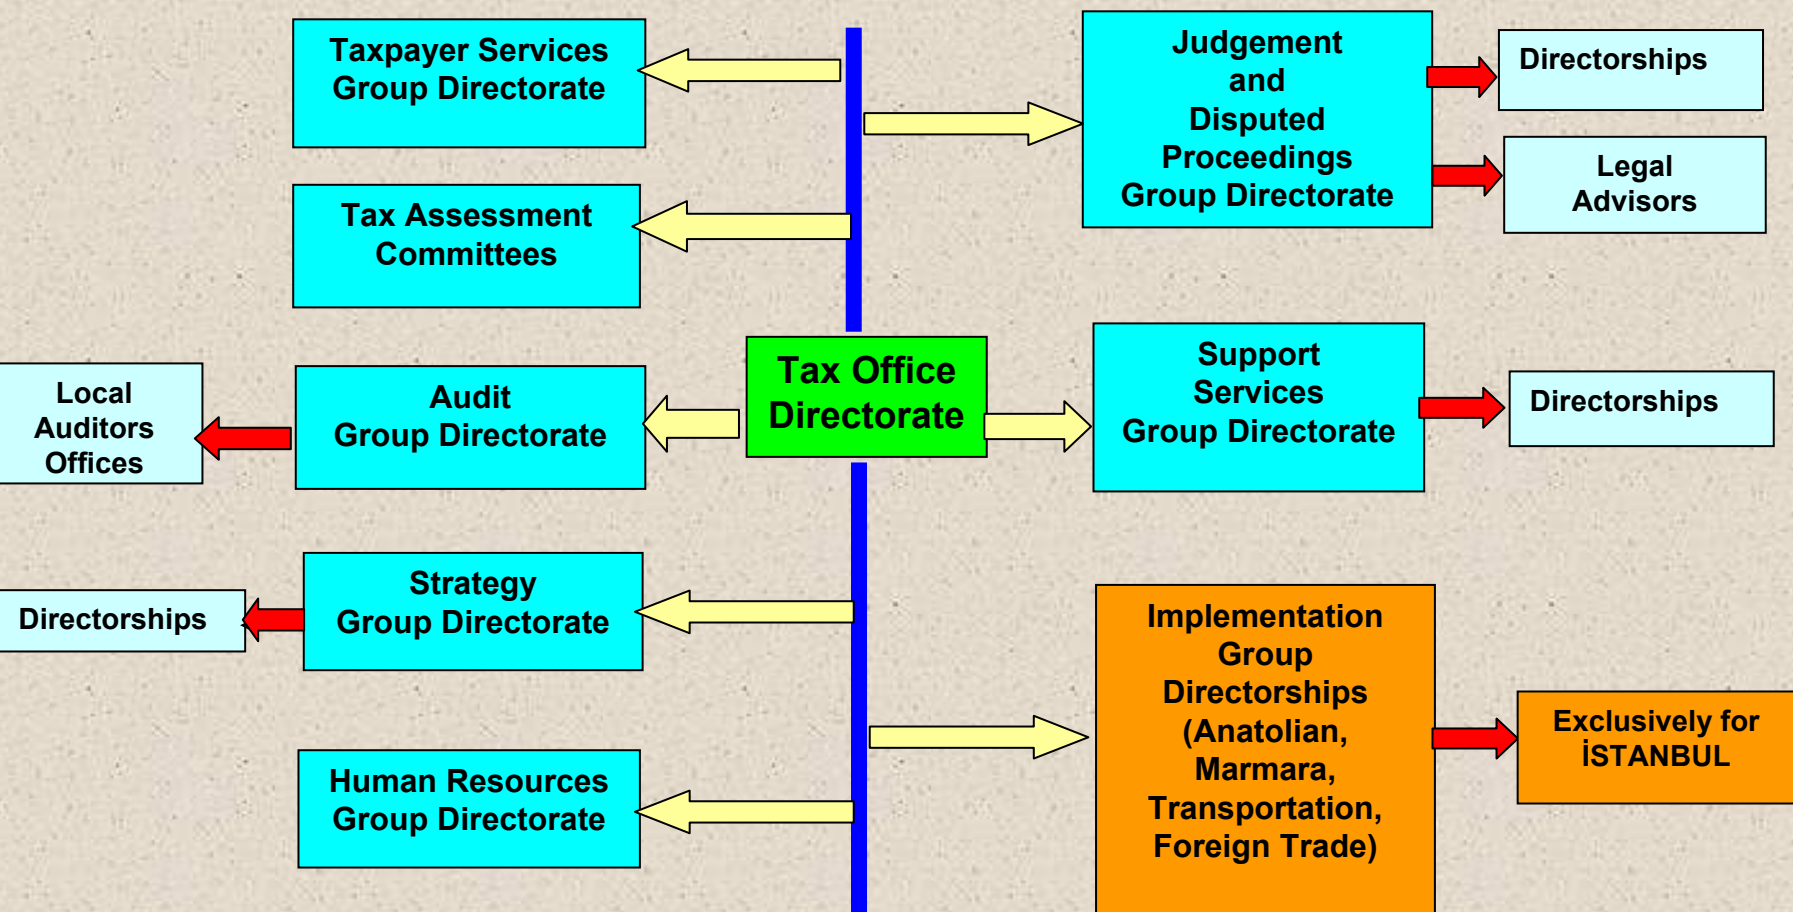 Taxpayer Services
Group Directorate
Tax Assessment
Committees
Local
Auditors
Offices
Audit
Group Directorate
Directorships
Strategy
Group Directorate
Human Resources
Group Directorate
Tax Office
Directorate
Judgement
and
Disputed
Proceedings
Group Directorate
Directorships
Legal
Advisors
Support
Services
Group Directorate
Directorships
Implementation
Group
Directorships
(Anatolian,
Marmara,
Transportation,
Foreign Trade)
Exclusively for
İSTANBUL